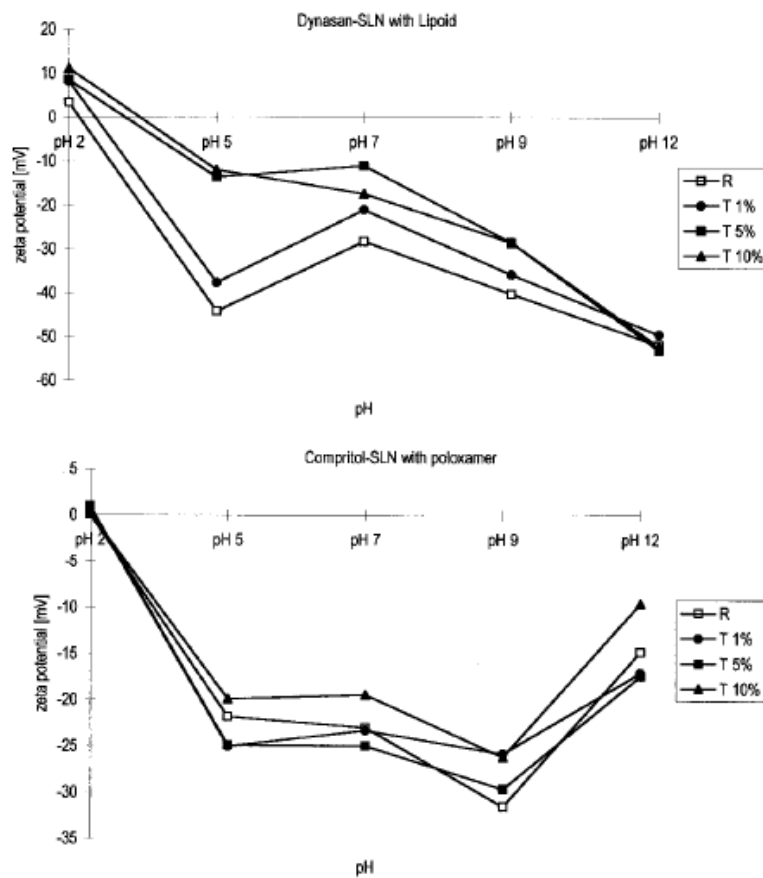 Dynasan-SLN with Lipoid
20
10
0
-10
-20
-30
-40
-50
-60
zeta potential [mV]
pH 2
pH 5
pH 7
pH 9
pH 12
pH
R
T 1%
T 5%
T 10%
Compritol-SLN with poloxamer
5
0
-5
-10
-15
-20
-25
-30
-35
zeta potential [mV]
pH 2
pH 5
pH 7
pH 9
pH 12
pH
R
T 1%
T 5%
T 10%